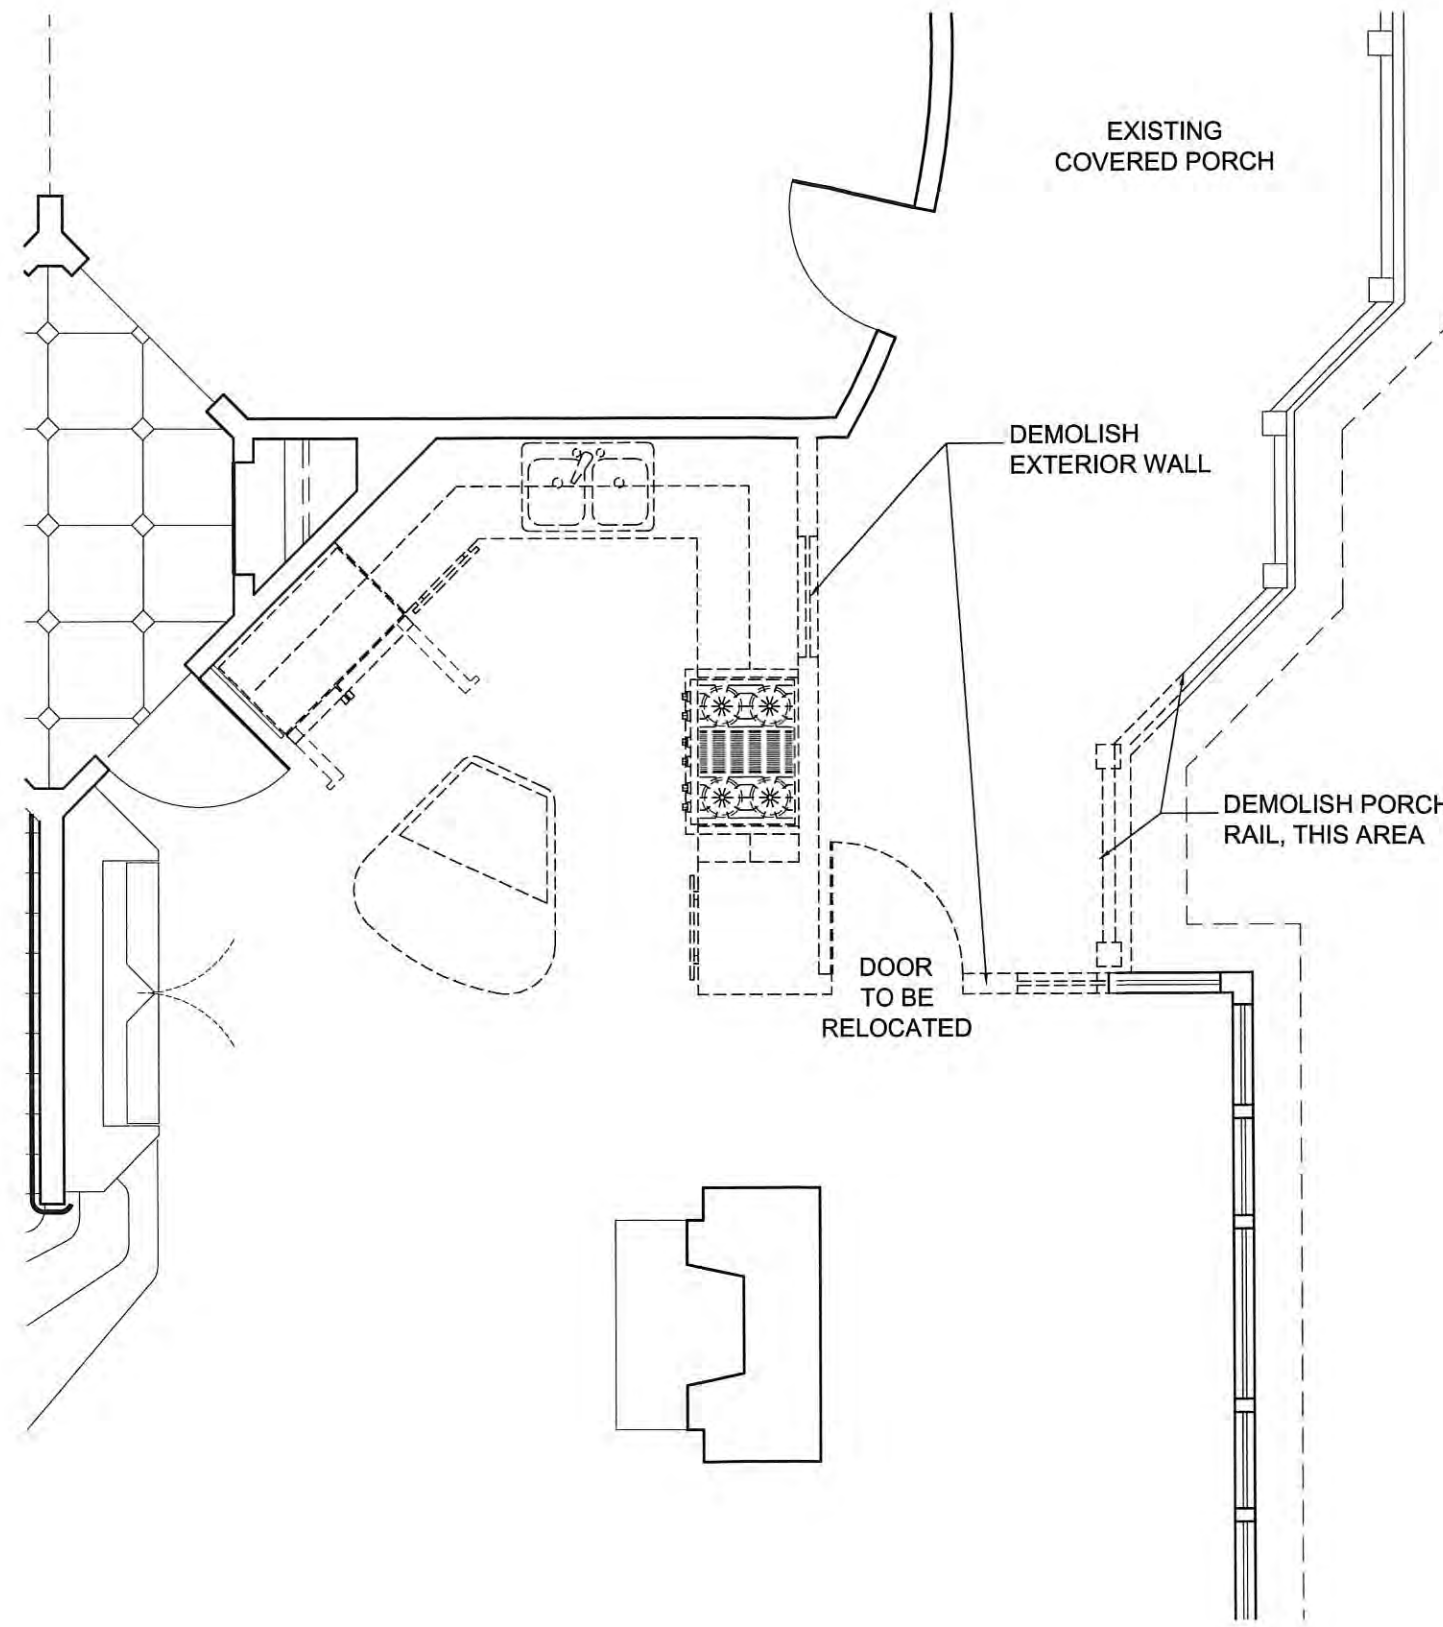 EXISTING
COVERED PORCH
DEMOLISH
EXTERIOR WALL
DEMOLISH PORCH
RAIL, THIS AREA
DOOR
TO BE
RELOCATED